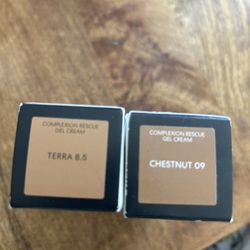 COMPLEXION RESCUE
GEL CREAM
TERRA 8.5
COMPLEXION RESCUE
GEL CREAM
CHESTNUT 09